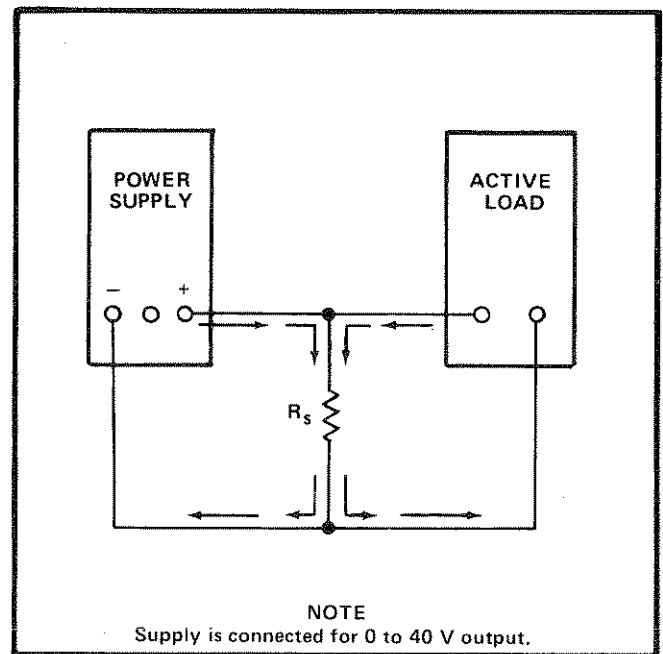 POWER
SUPPLY
ACTIVE
LOAD
− +
Rs
NOTE
Supply is connected for 0 to 40 V output.